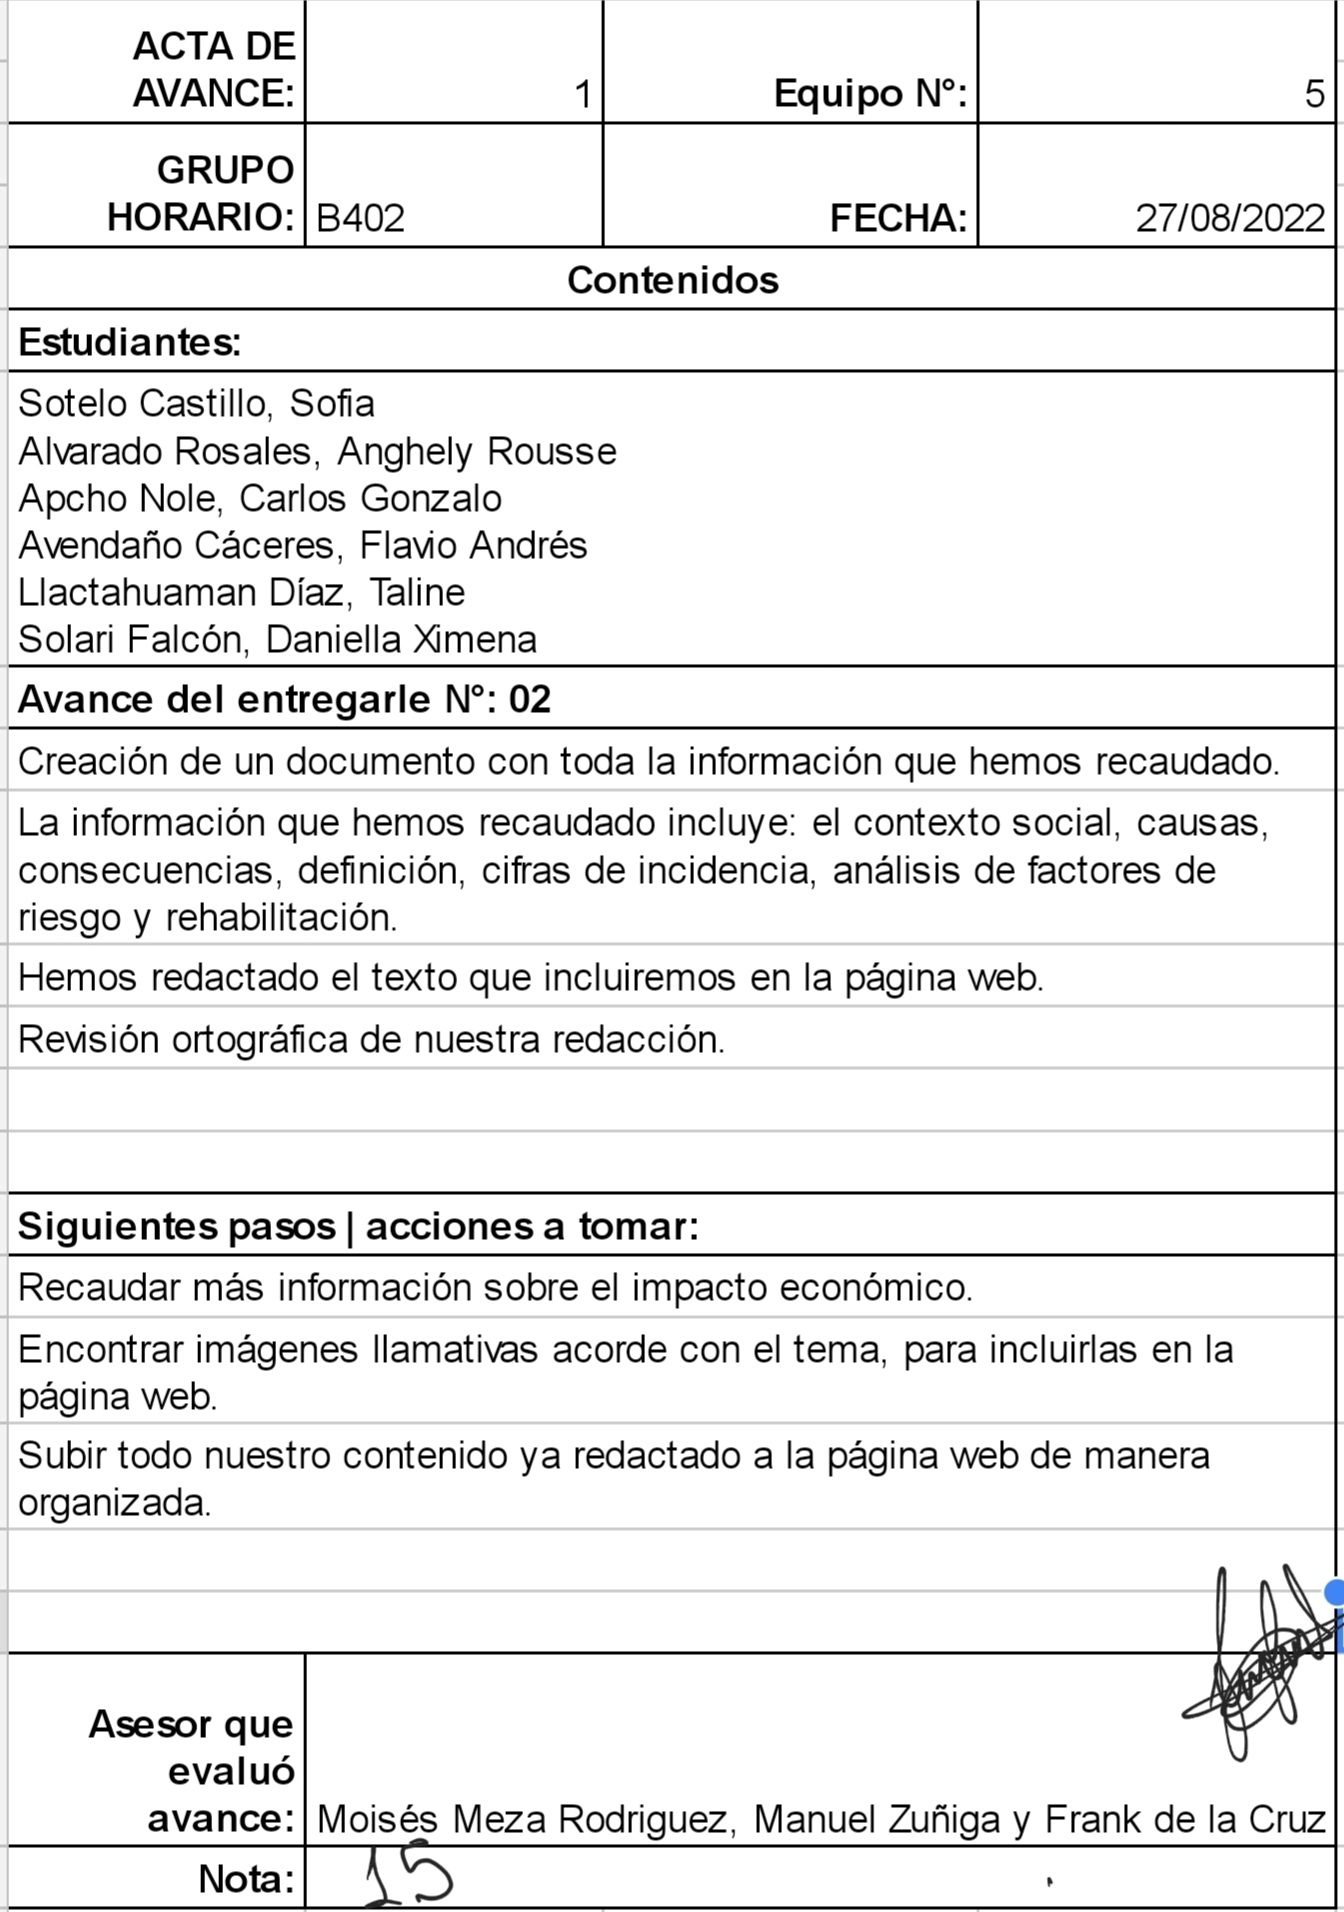 ACTA DE
AVANCE: 1 Equipo N°: 5
GRUPO
HORARIO: B402 FECHA: 27/08/2022
Contenidos
Estudiantes:
Sotelo Castillo, Sofia
Alvarado Rosales, Anghely Rousse
Apcho Nole, Carlos Gonzalo
Avendaño Cáceres, Flavio Andrés
Llactahuaman Díaz, Taline
Solari Falcón, Daniella Ximena
Avance del entregarle N°: 02
Creación de un documento con toda la información que hemos recaudado.
La información que hemos recaudado incluye: el contexto social, causas,
consecuencias, definición, cifras de incidencia, análisis de factores de
riesgo y rehabilitación.
Hemos redactado el texto que incluiremos en la página web.
Revisión ortográfica de nuestra redacción.
Siguientes pasos | acciones a tomar:
Recaudar más información sobre el impacto económico.
Encontrar imágenes llamativas acorde con el tema, para incluirlas en la
página web.
Subir todo nuestro contenido ya redactado a la página web de manera
organizada.
Asesor que
evaluó
avance: Moisés Meza Rodriguez, Manuel Zuñiga y Frank de la Cruz
Nota: 15